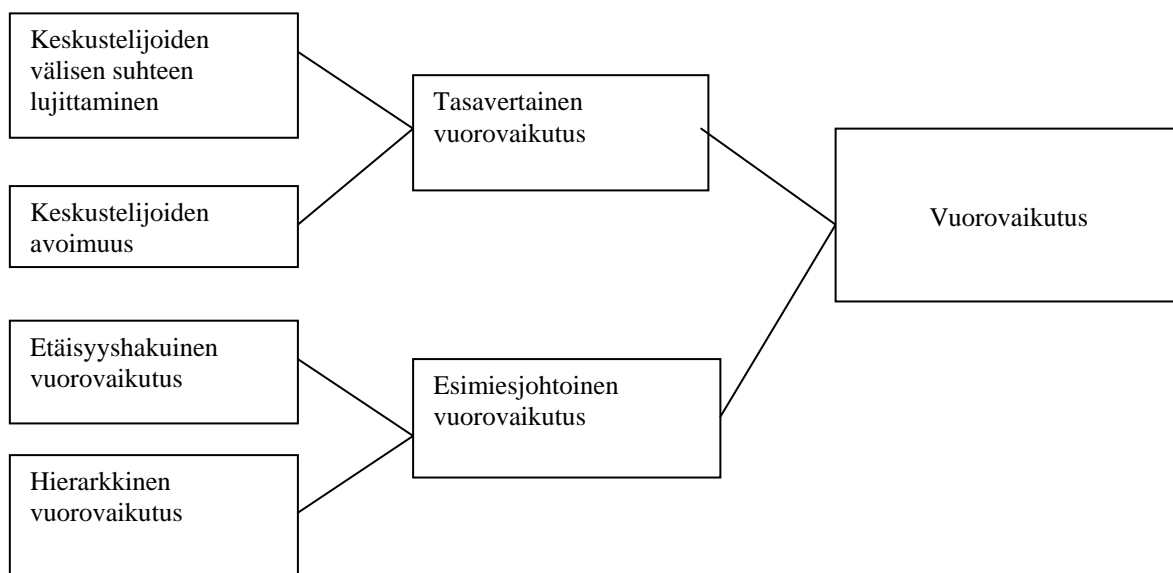 Keskustelijoiden
välisen suhteen
lujittaminen
Keskustelijoiden
avoimuus
Etäisyyshakuinen
vuorovaikutus
Hierarkkinen
vuorovaikutus
Tasavertainen
vuorovaikutus
Esimiesjohtoinen
vuorovaikutus
Vuorovaikutus